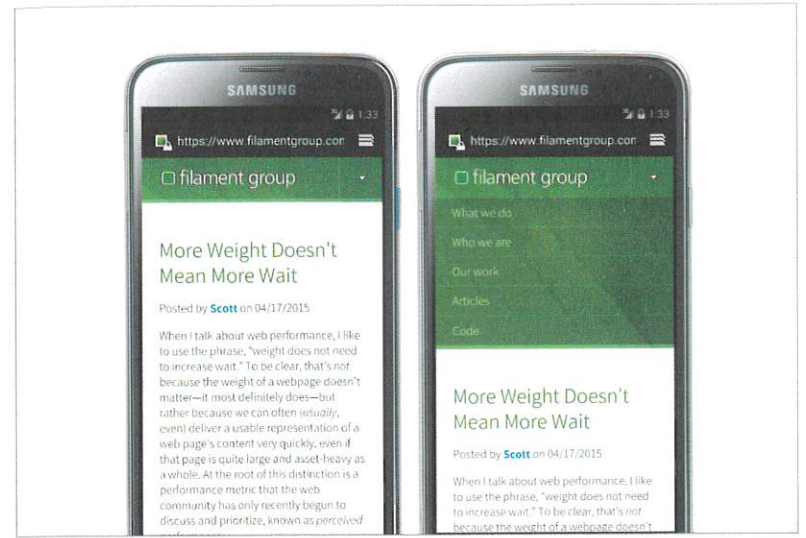 SAMSUNG
1:33
https://www.filamentgroup.com
filament group
More Weight Doesn't
Mean More Wait
Posted by Scott on 04/17/2015
When I talk about web performance, I like
to use the phrase, "weight does not need
to increase wait." To be clear, that's not
because the weight of a webpage doesn't
matter—it most definitely does—but
rather because we can often (usually,
even) deliver a usable representation of a
web page's content very quickly, even if
that page is quite large and asset-heavy as
a whole. At the root of this distinction is a
performance metric that the web
community has only recently begun to
discuss and prioritize, known as perceived
SAMSUNG
1:33
https://www.filamentgroup.com
filament group
What we do
Who we are
Our work
Articles
Code
More Weight Doesn't
Mean More Wait
Posted by Scott on 04/17/2015
When I talk about web performance, I like
to use the phrase, "weight does not need
to increase wait." To be clear, that's not
because the weight of a webpage doesn't